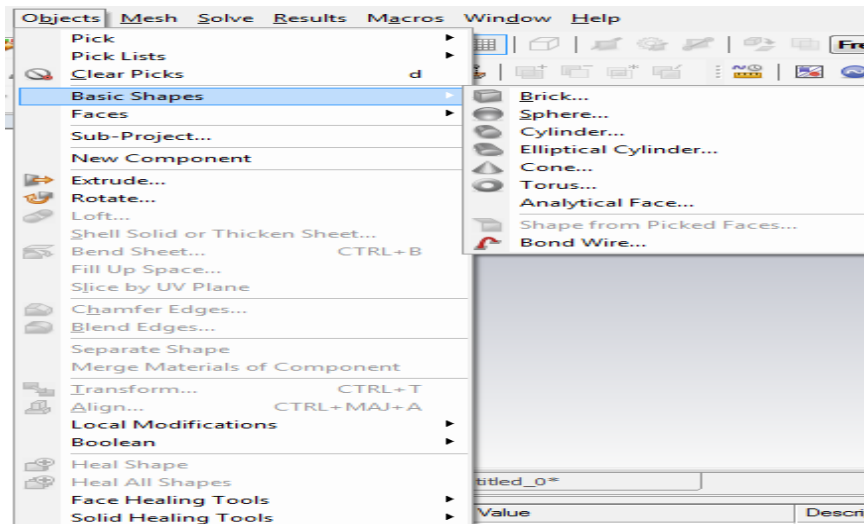 Objects Mesh Solve Results Macros Window Help
Pick
Pick Lists
Clear Picks d
Basic Shapes
Faces
Sub-Project...
New Component
Extrude...
Rotate...
Loft...
Shell Solid or Thicken Sheet...
Bend Sheet... CTRL+B
Fill Up Space...
Slice by UV Plane
Chamfer Edges...
Blend Edges...
Separate Shape
Merge Materials of Component
Transform... CTRL+T
Align... CTRL+MAJ+A
Local Modifications
Boolean
Heal Shape
Heal All Shapes
Face Healing Tools
Solid Healing Tools
Fre
Brick...
Sphere...
Cylinder...
Elliptical Cylinder...
Cone...
Torus...
Analytical Face...
Shape from Picked Faces...
Bond Wire...
titled_0*
Value Descri